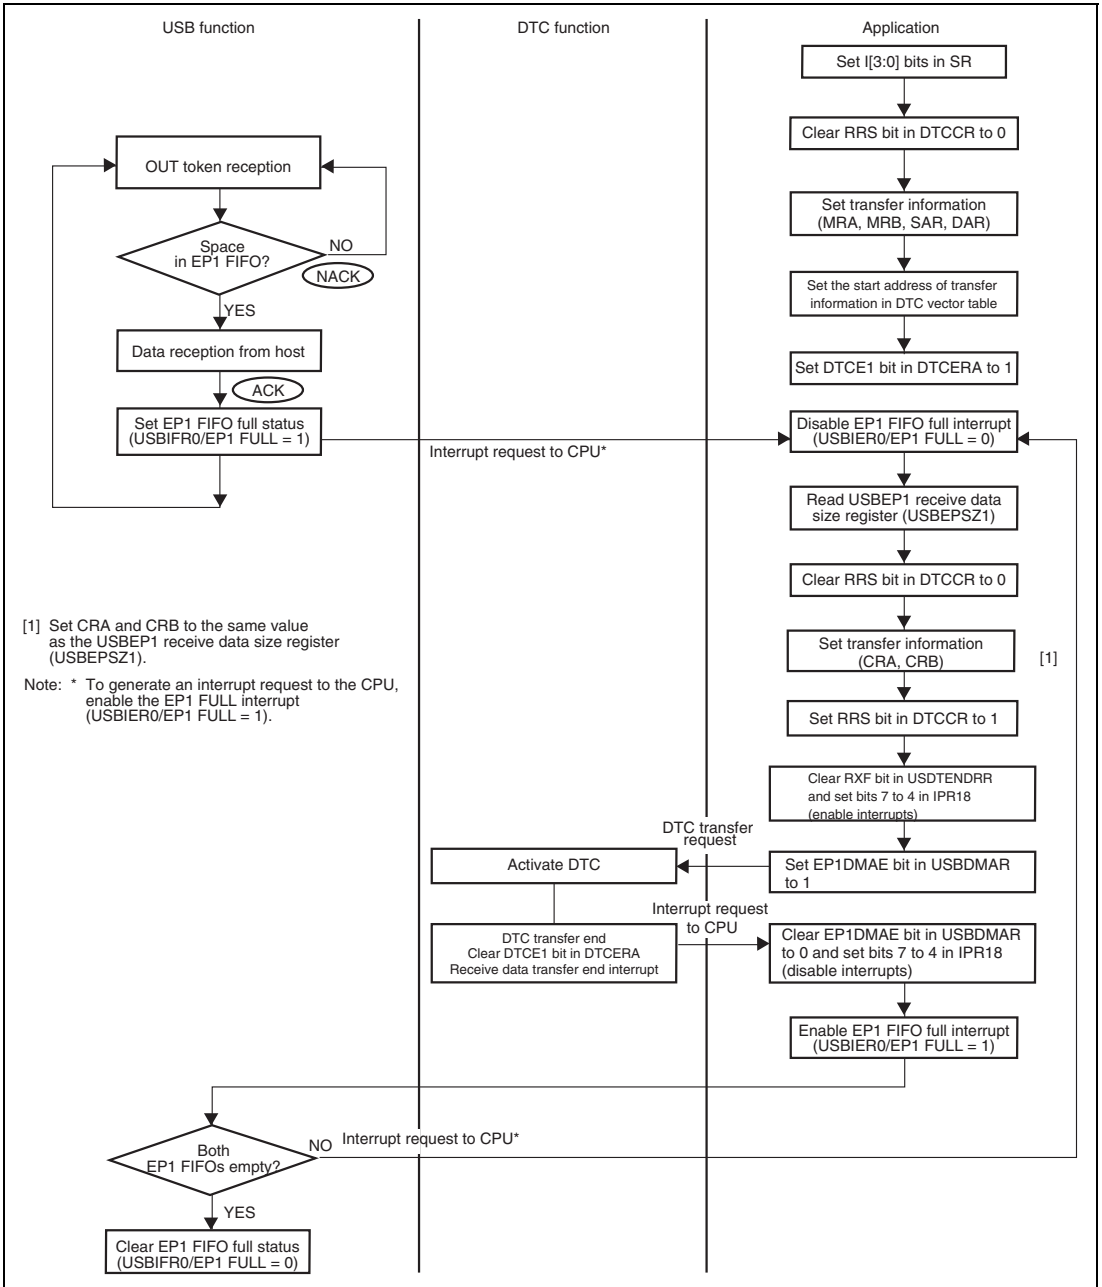 USB function
DTC function
Application
Set I[3:0] bits in SR
Clear RRS bit in DTCCR to 0
OUT token reception
Set transfer information
(MRA, MRB, SAR, DAR)
Space
in EP1 FIFO?
NO
NACK
YES
Set the start address of transfer
information in DTC vector table
Data reception from host
Set DTCE1 bit in DTCERA to 1
ACK
Set EP1 FIFO full status
(USBIFR0/EP1 FULL = 1)
Interrupt request to CPU*
Disable EP1 FIFO full interrupt
(USBIER0/EP1 FULL = 0)
Read USBEP1 receive data
size register (USBEPSZ1)
Clear RRS bit in DTCCR to 0
[1] Set CRA and CRB to the same value
as the USBEP1 receive data size register
(USBEPSZ1).
Set transfer information
(CRA, CRB)
[1]
Note: * To generate an interrupt request to the CPU,
enable the EP1 FULL interrupt
(USBIER0/EP1 FULL = 1).
Set RRS bit in DTCCR to 1
Clear RXF bit in USDTENDRR
and set bits 7 to 4 in IPR18
(enable interrupts)
DTC transfer
request
Activate DTC
Set EP1DMAE bit in USBDMAR
to 1
Interrupt request
to CPU
DTC transfer end
Clear DTCE1 bit in DTCERA
Receive data transfer end interrupt
Clear EP1DMAE bit in USBDMAR
to 0 and set bits 7 to 4 in IPR18
(disable interrupts)
Enable EP1 FIFO full interrupt
(USBIER0/EP1 FULL = 1)
Both
EP1 FIFOs empty?
NO
Interrupt request to CPU*
YES
Clear EP1 FIFO full status
(USBIFR0/EP1 FULL = 0)